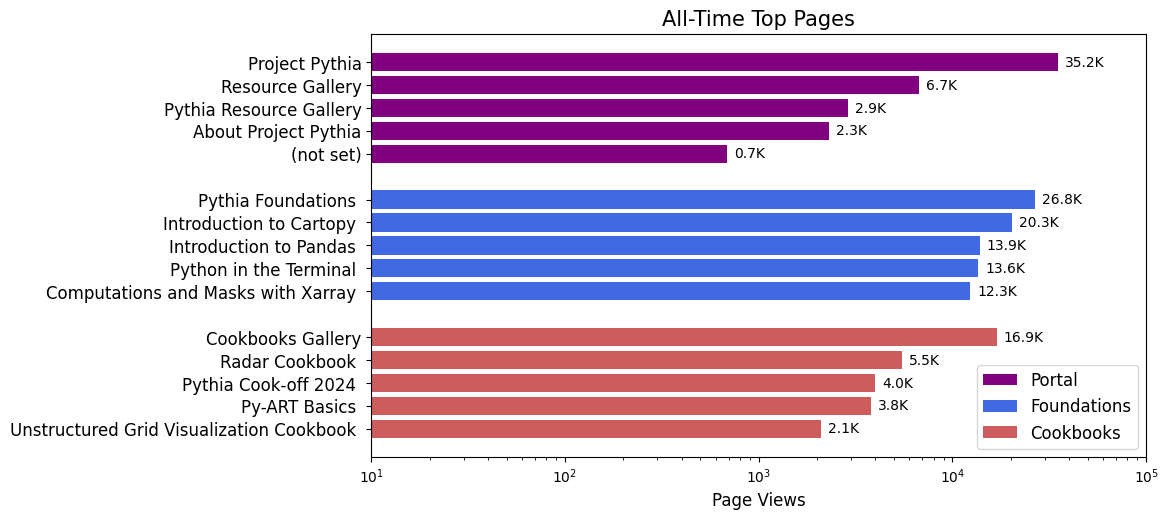 All-Time Top Pages
Project Pythia 35.2K
Resource Gallery 6.7K
Pythia Resource Gallery 2.9K
About Project Pythia 2.3K
(not set) 0.7K
Pythia Foundations 26.8K
Introduction to Cartopy 20.3K
Introduction to Pandas 13.9K
Python in the Terminal 13.6K
Computations and Masks with Xarray 12.3K
Cookbooks Gallery 16.9K
Radar Cookbook 5.5K
Pythia Cook-off 2024 4.0K
Py-ART Basics 3.8K
Unstructured Grid Visualization Cookbook 2.1K
Portal
Foundations
Cookbooks
10¹ 10² 10³ 10⁴ 10⁵
Page Views